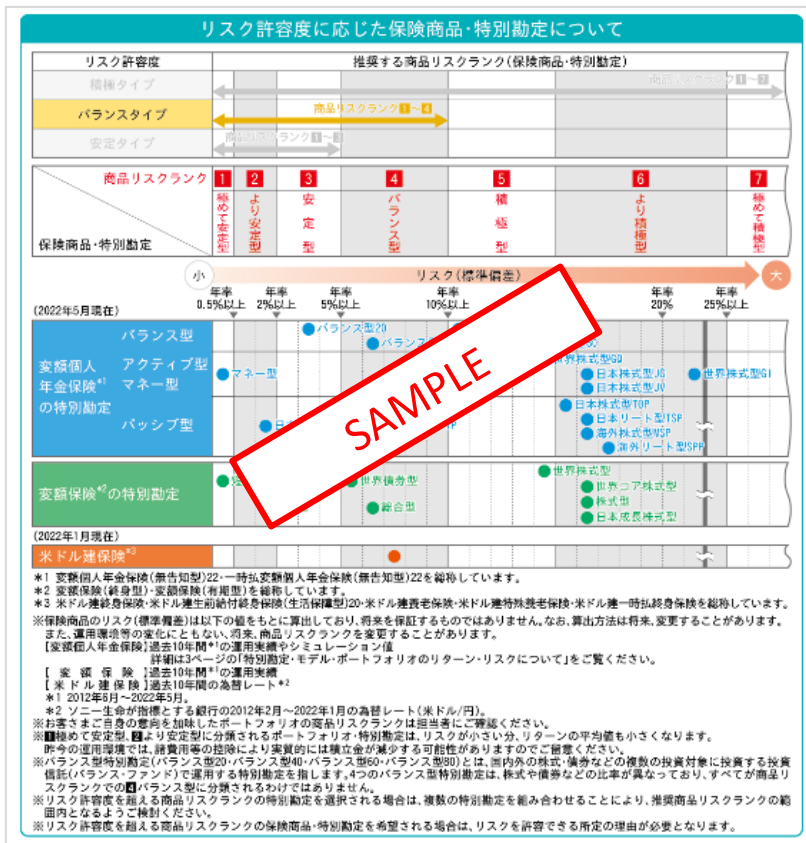 リスク許容度に応じた保険商品・特別勘定について
リスク許容度
推奨する商品リスクランク(保険商品・特別勘定)
積極タイプ
商品リスクランク1～7
バランスタイプ
商品リスクランク1～4
安定タイプ
商品リスクランク1～3
商品リスクランク
保険商品・特別勘定
1 2 3 4 5 6 7
極めて安定型
より安定型
安定型
バランス型
積極型
より積極型
極めて積極型
小
リスク(標準偏差)
大
(2022年5月現在)
年率0.5%以上
年率2%以上
年率5%以上
年率10%以上
年率20%
年率25%以上
変額個人年金保険*1の特別勘定
バランス型
バランス型20
アクティブ型
マネー型
マネー型
世界株式型GQ
日本株式型JG
日本株式型JV
世界株式型GI
パッシブ型
日本株式型TOP
日本リート型TSP
海外株式型MSP
海外リート型SPP
SAMPLE
変額保険*2の特別勘定
世界債券型
総合型
世界株式型
世界コア株式型
株式型
日本成長株式型
(2022年1月現在)
米ドル建保険*3
*1 変額個人年金保険(無告知型)22・一時払変額個人年金保険(無告知型)22を総称しています。
*2 変額保険(終身型)・変額保険(有期型)を総称しています。
*3 米ドル建終身保険・米ドル建生前給付終身保険(生活保障型)20・米ドル建養老保険・米ドル建特殊養老保険・米ドル建一時払終身保険を総称しています。
※保険商品のリスク(標準偏差)は以下の値をもとに算出しており、将来を保証するものではありません。なお、算出方法は将来、変更することがあります。
また、運用環境等の変化にともない、将来、商品リスクランクを変更することがあります。
【変額個人年金保険】過去10年間*1の運用実績やシミュレーション値
詳細は3ページの「特別勘定・モデル・ポートフォリオのリターン・リスクについて」をご覧ください。
【変額保険】過去10年間*1の運用実績
【米ドル建保険】過去10年間の為替レート*2
*1 2012年6月～2022年5月。
*2 ソニー生命が指標とする銀行の2012年2月～2022年1月の為替レート(米ドル/円)。
※お客さまご自身の意向を加味したポートフォリオの商品リスクランクは担当者にご確認ください。
※1極めて安定型、2より安定型に分類されるポートフォリオ・特別勘定は、リスクが小さい分、リターンの平均値も小さくなります。
昨今の運用環境では、諸費用等の控除により実質的には積立金が減少する可能性がありますのでご留意ください。
※バランス型特別勘定(バランス型20・バランス型40・バランス型60・バランス型80)とは、国内外の株式・債券などの複数の投資対象に投資する投資
信託(バランス・ファンド)で運用する特別勘定を指します。4つのバランス型特別勘定は、株式や債券などの比率が異なっており、すべてが商品リ
スクランクでの4バランス型に分類されるわけではありません。
※リスク許容度を超える商品リスクランクの特別勘定を選択される場合は、複数の特別勘定を組み合わせることにより、推奨商品リスクランクの範
囲内となるようご検討ください。
※リスク許容度を超える商品リスクランクの保険商品・特別勘定を希望される場合は、リスクを許容できる所定の理由が必要となります。